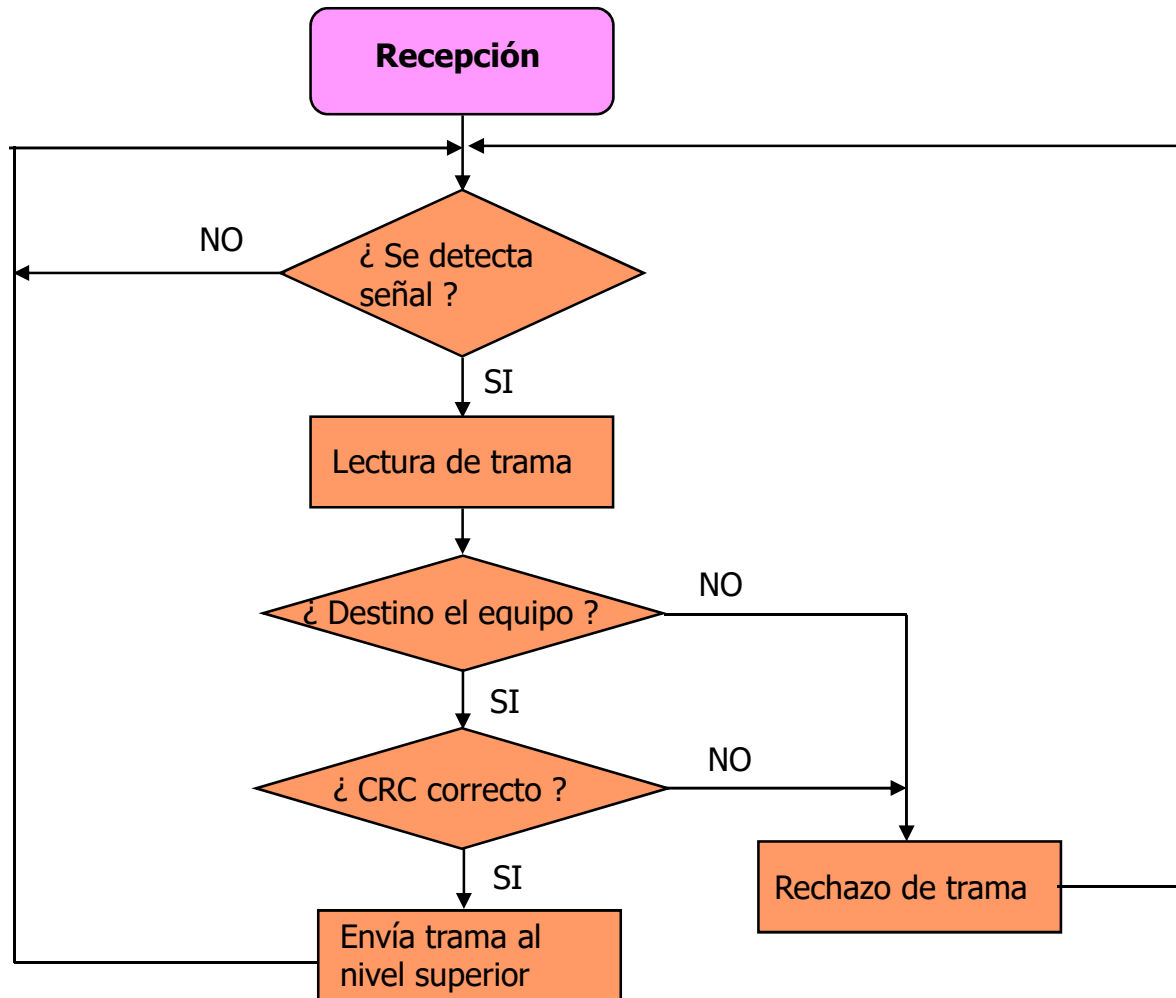 Recepción
NO
¿ Se detecta
señal ?
SI
Lectura de trama
NO
¿ Destino el equipo ?
SI
NO
¿ CRC correcto ?
SI
Rechazo de trama
Envía trama al
nivel superior